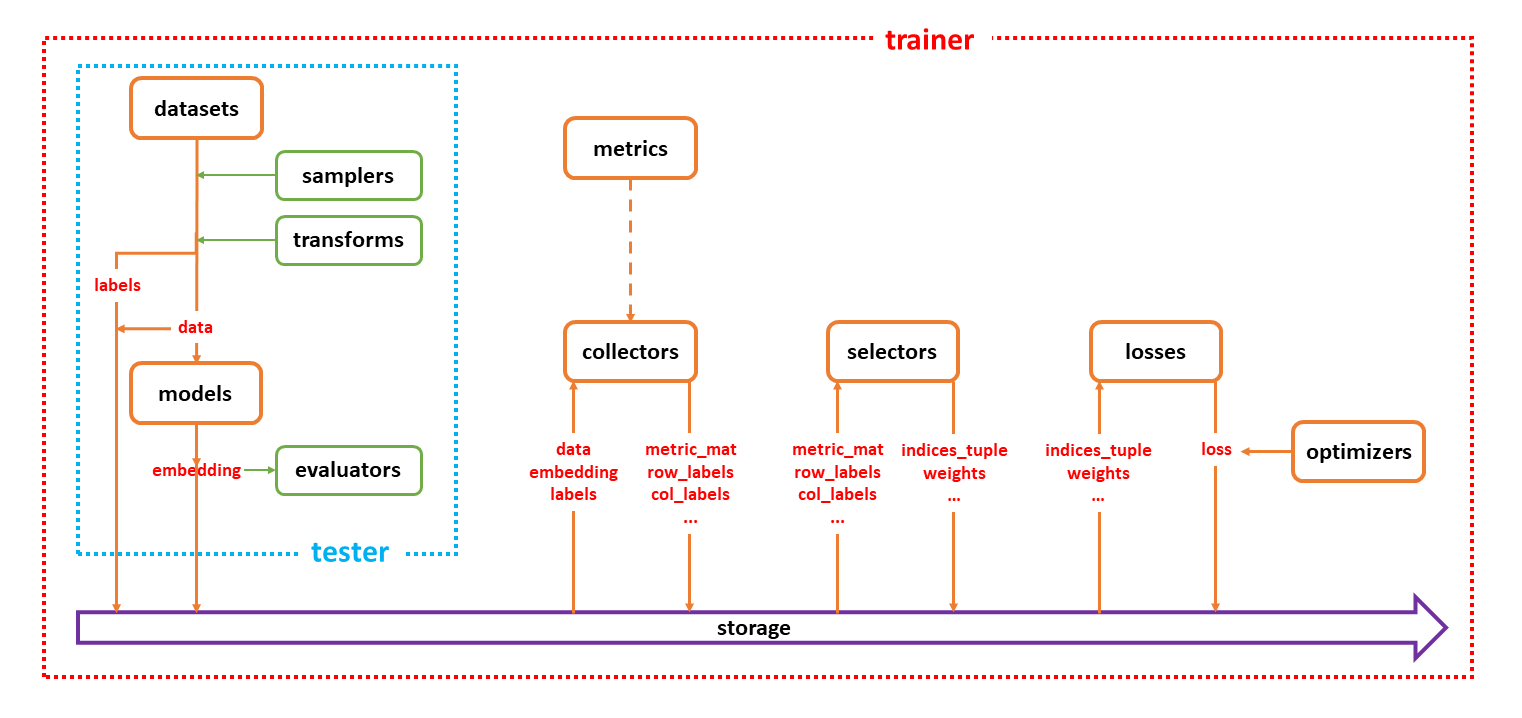 trainer
datasets
samplers
transforms
labels
data
models
embedding
evaluators
tester
metrics
collectors
data
embedding
labels
metric_mat
row_labels
col_labels
...
selectors
metric_mat
row_labels
col_labels
...
indices_tuple
weights
...
losses
indices_tuple
weights
...
loss
optimizers
storage